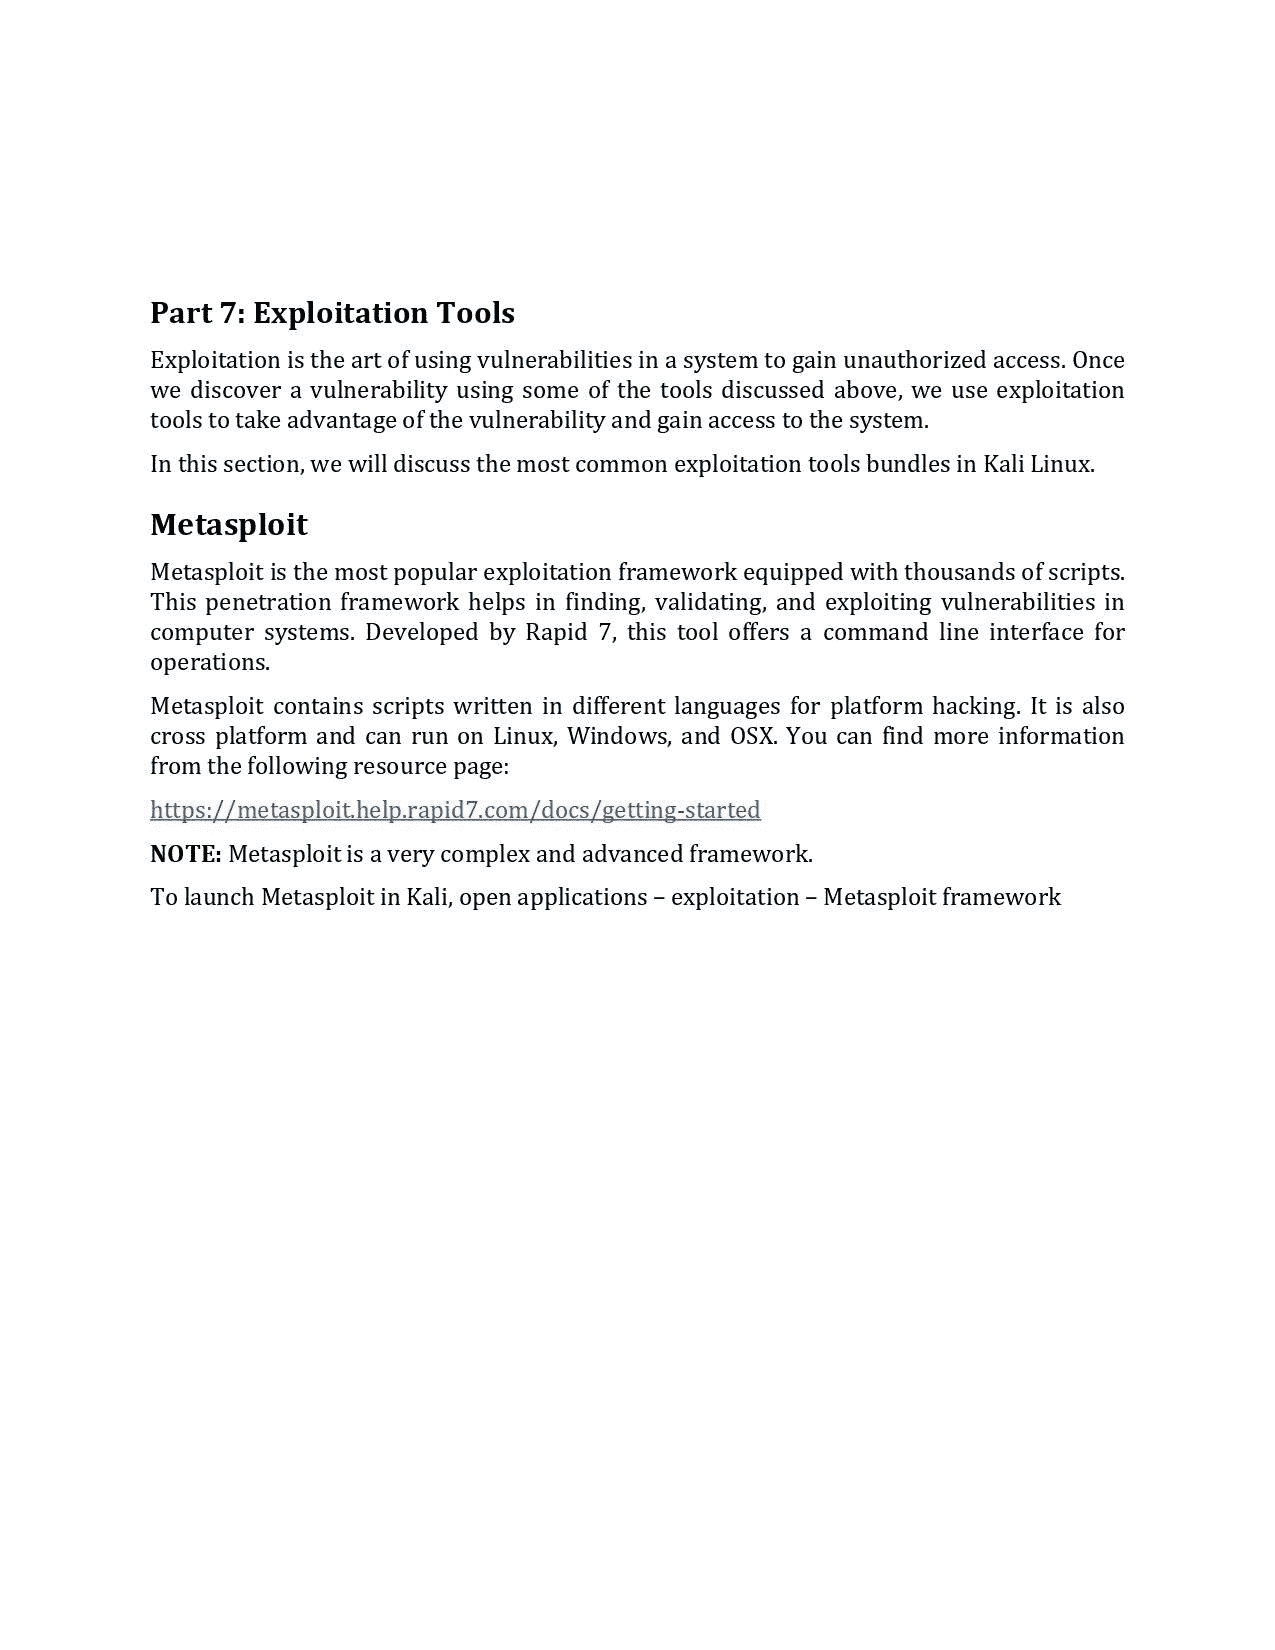 Part 7: Exploitation Tools
Exploitation is the art of using vulnerabilities in a system to gain unauthorized access. Once
we discover a vulnerability using some of the tools discussed above, we use exploitation
tools to take advantage of the vulnerability and gain access to the system.
In this section, we will discuss the most common exploitation tools bundles in Kali Linux.
Metasploit
Metasploit is the most popular exploitation framework equipped with thousands of scripts.
This penetration framework helps in finding, validating, and exploiting vulnerabilities in
computer systems. Developed by Rapid 7, this tool offers a command line interface for
operations.
Metasploit contains scripts written in different languages for platform hacking. It is also
cross platform and can run on Linux, Windows, and OSX. You can find more information
from the following resource page:
https://metasploit.help.rapid7.com/docs/getting-started
NOTE: Metasploit is a very complex and advanced framework.
To launch Metasploit in Kali, open applications – exploitation – Metasploit framework